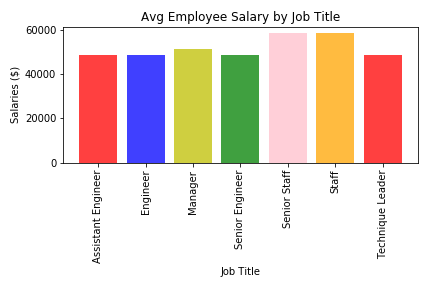 Avg Employee Salary by Job Title
Salaries ($)
60000
40000
20000
0
Assistant Engineer
Engineer
Manager
Senior Engineer
Senior Staff
Staff
Technique Leader
Job Title